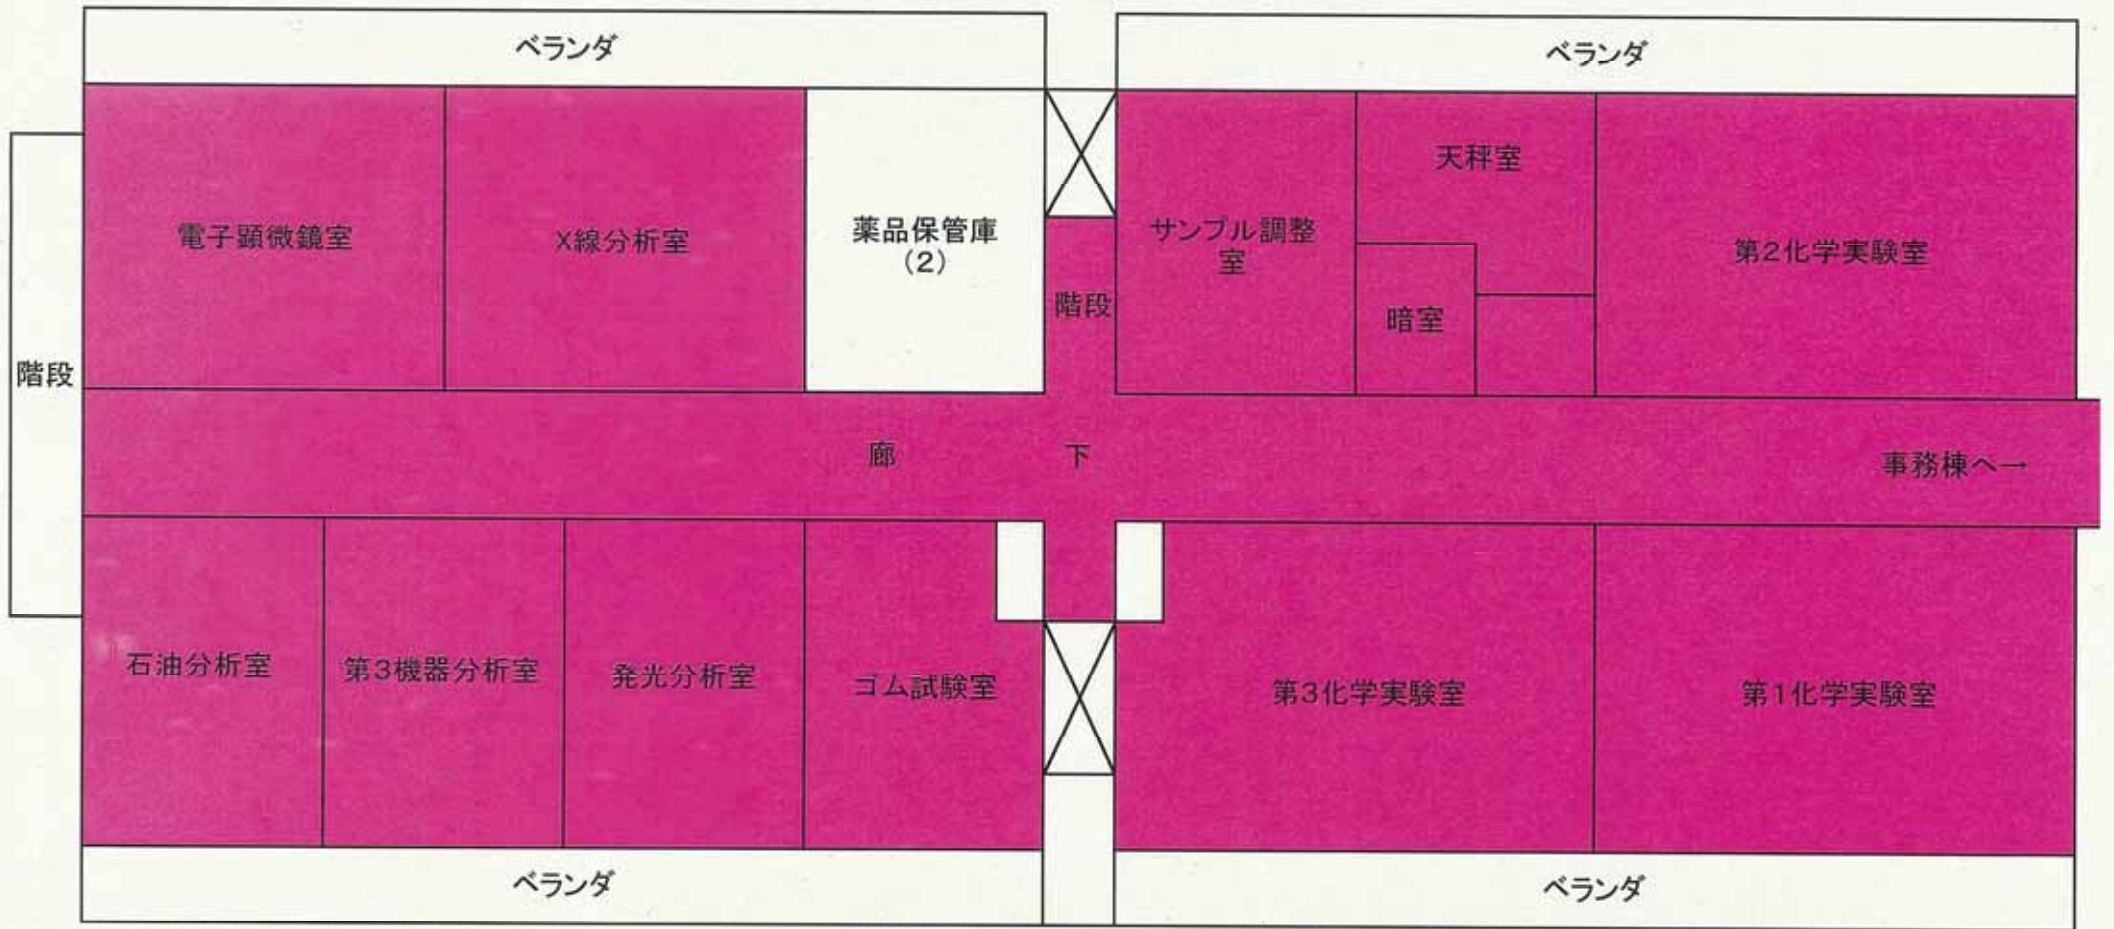 ベランダ
ベランダ
電子顕微鏡室
X線分析室
薬品保管庫
(2)
階段
サンプル調整
室
天秤室
暗室
第2化学実験室
階段
廊 下
事務棟へ→
石油分析室
第3機器分析室
発光分析室
ゴム試験室
第3化学実験室
第1化学実験室
ベランダ
ベランダ